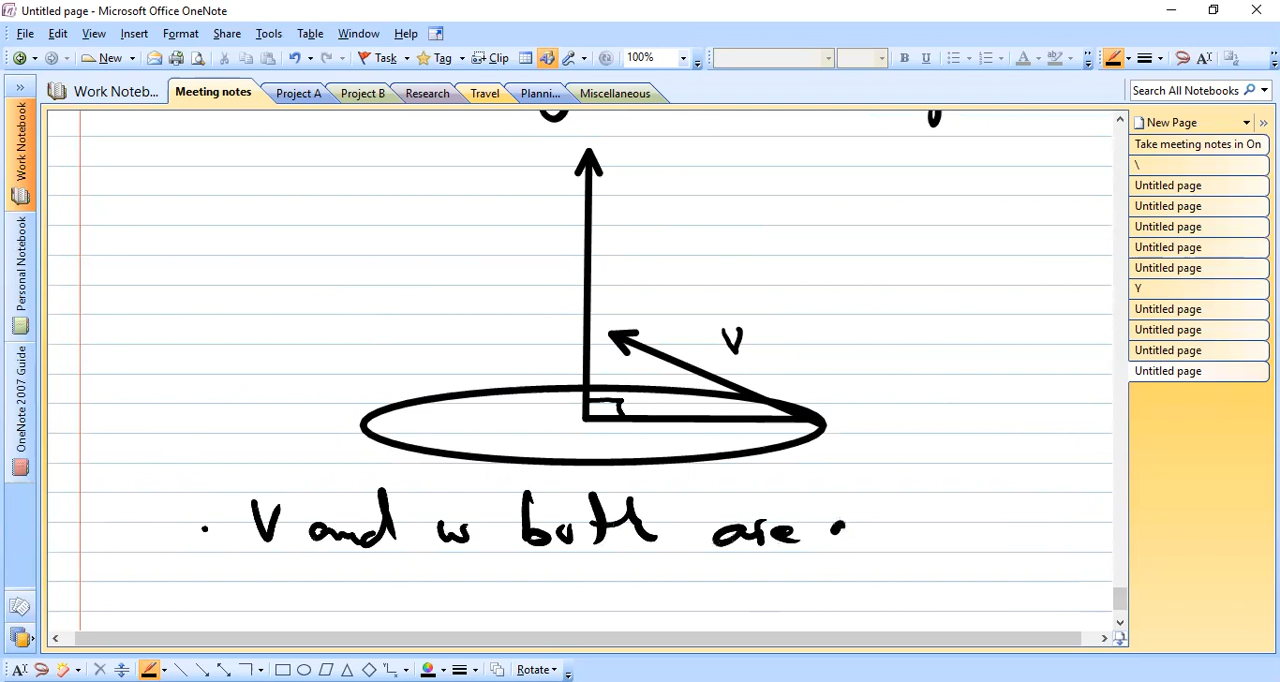 Untitled page - Microsoft Office OneNote
File Edit View Insert Format Share Tools Table Window Help
New Task Tag Clip 100% B U A ab A
Work Noteb... Meeting notes Project A Project B Research Travel Planni... Miscellaneous Search All Notebooks
New Page
Take meeting notes in On
\
Untitled page
Untitled page
Untitled page
Untitled page
Untitled page
Y
Untitled page
Untitled page
Untitled page
Untitled page
Work Notebook
Personal Notebook
OneNote 2007 Guide
V
. V and w both are
A Rotate